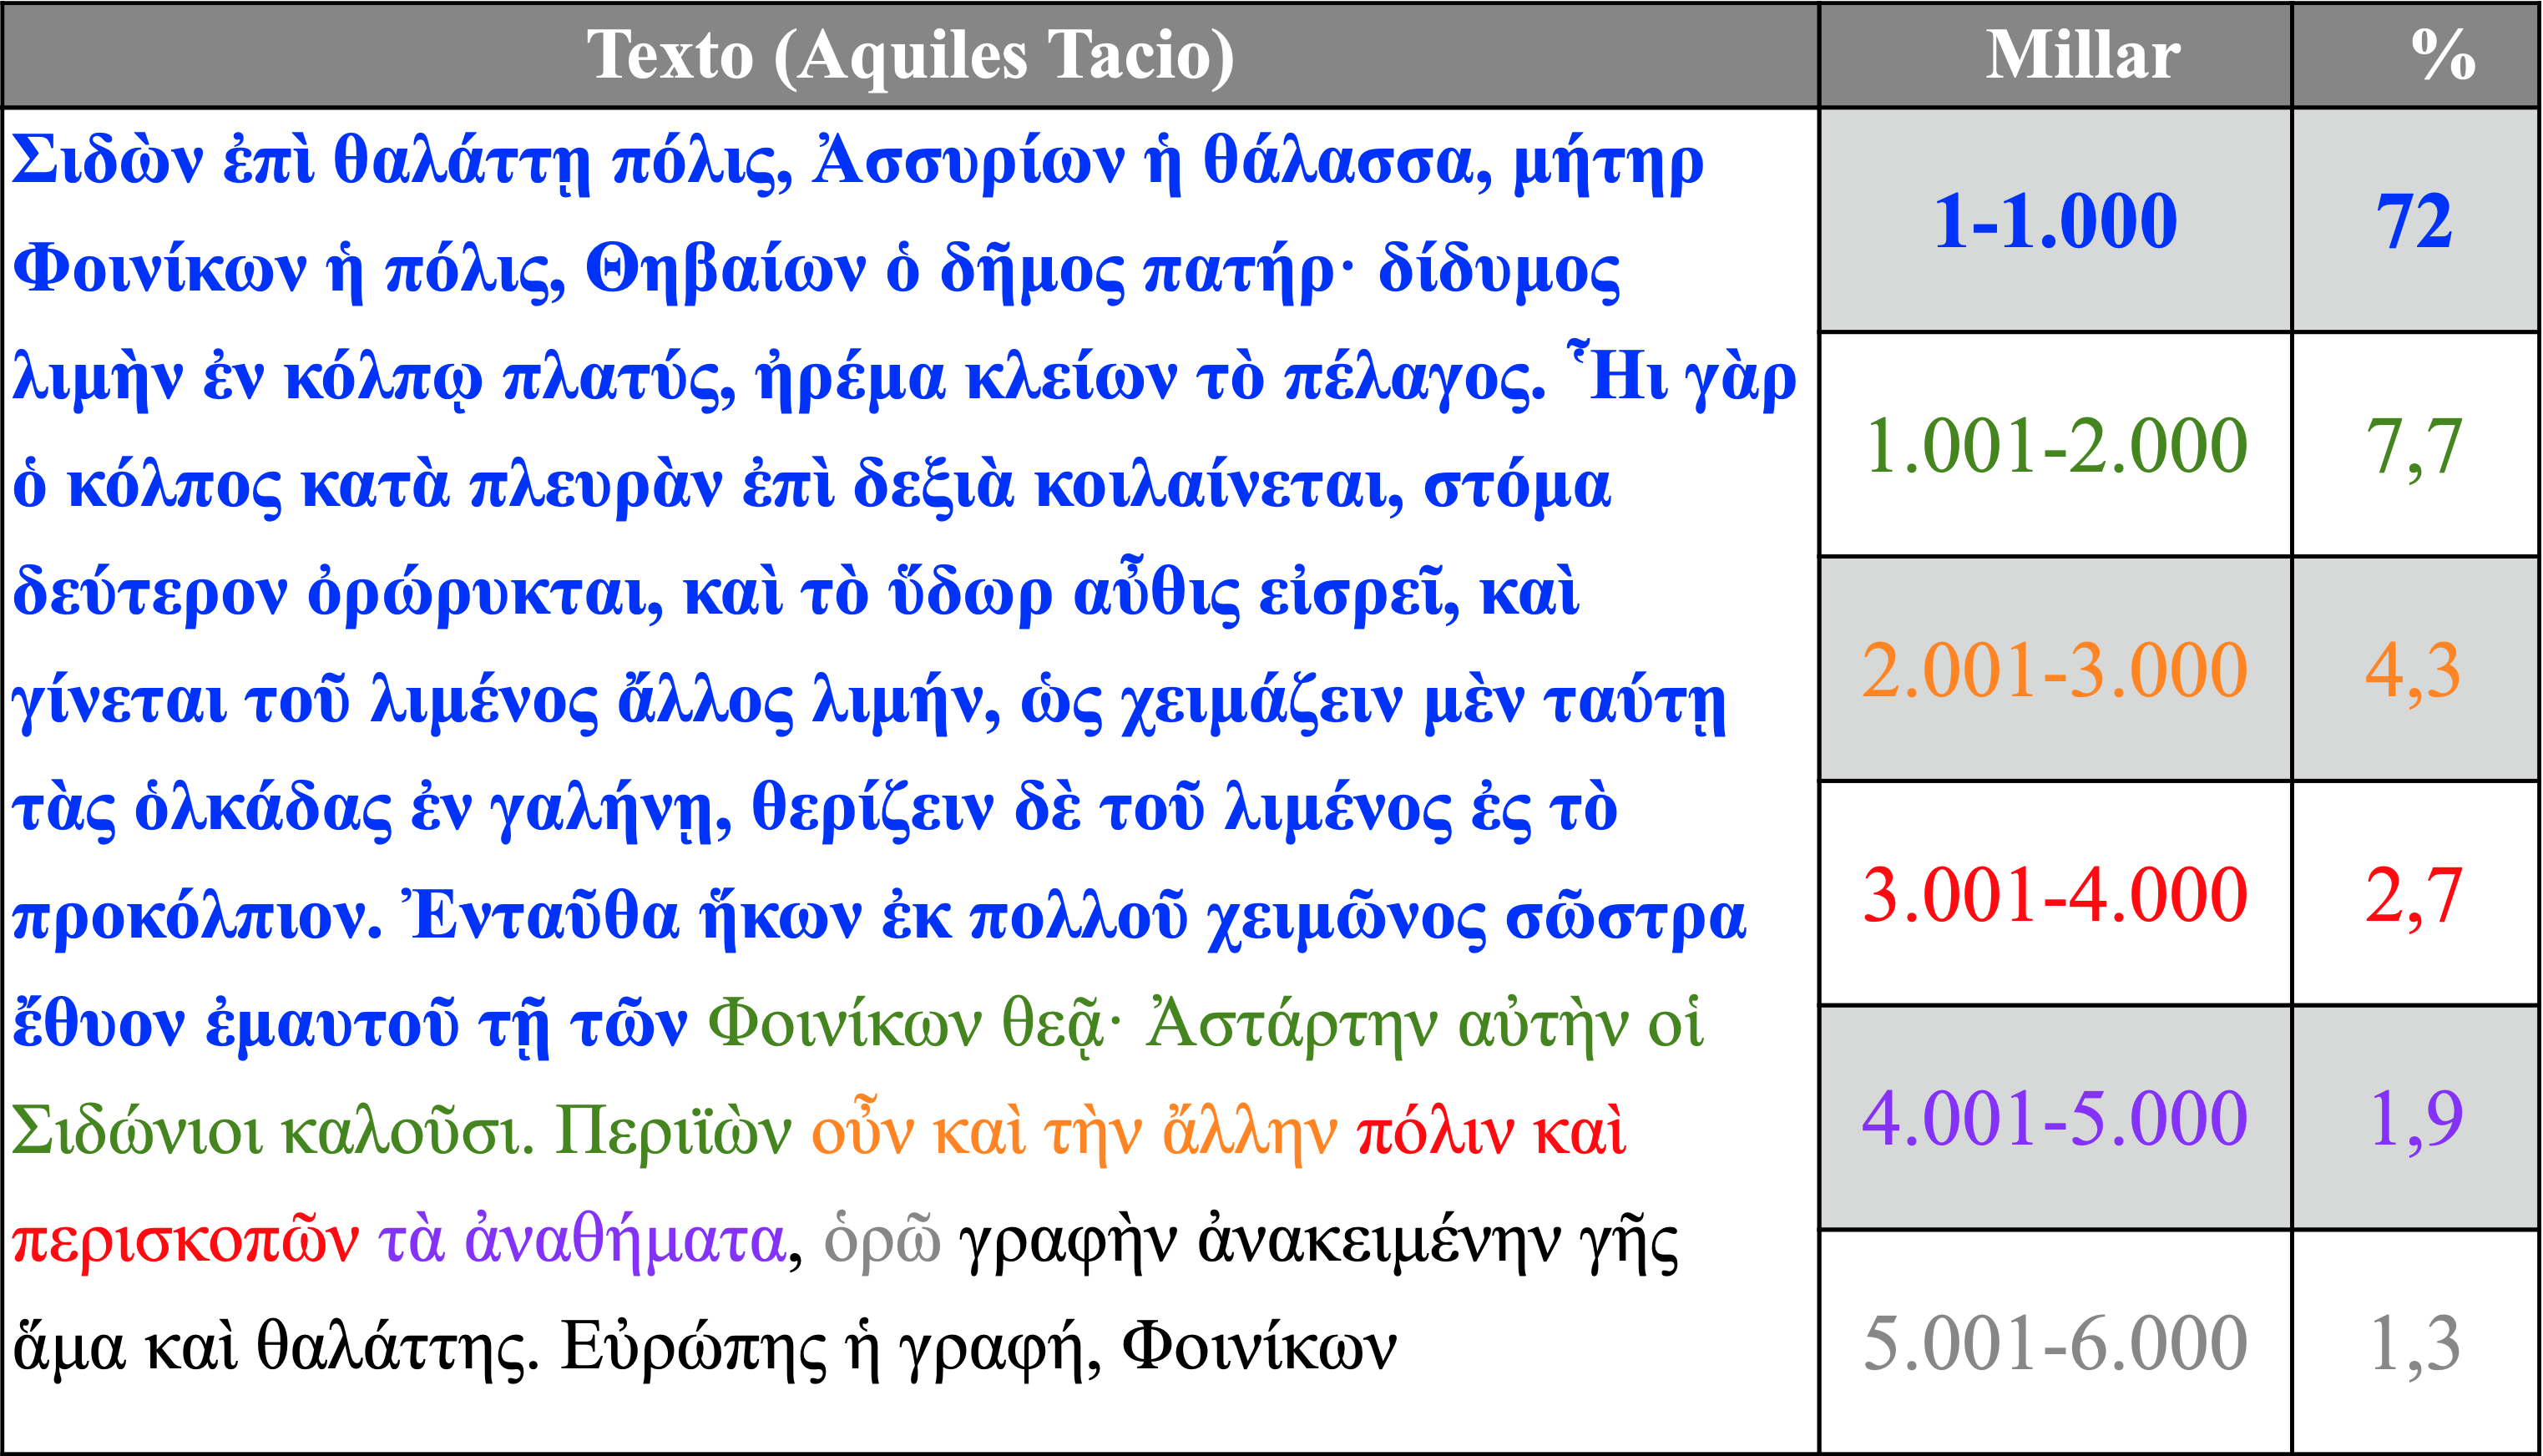 Texto (Aquiles Tacio) Millar %
Σιδὼν ἐπὶ θαλάττῃ πόλις, Ἀσσυρίων ἡ θάλασσα, μήτηρ
Φοινίκων ἡ πόλις, Θηβαίων ὁ δῆμος πατήρ· δίδυμος
λιμὴν ἐν κόλπῳ πλατύς, ἠρέμα κλείων τὸ πέλαγος. Ἧι γὰρ
ὁ κόλπος κατὰ πλευρὰν ἐπὶ δεξιὰ κοιλαίνεται, στόμα
δεύτερον ὀρώρυκται, καὶ τὸ ὕδωρ αὖθις εἰσρεῖ, καὶ
γίνεται τοῦ λιμένος ἄλλος λιμήν, ὡς χειμάζειν μὲν ταύτῃ
τὰς ὁλκάδας ἐν γαλήνῃ, θερίζειν δὲ τοῦ λιμένος ἐς τὸ
προκόλπιον. Ἐνταῦθα ἥκων ἐκ πολλοῦ χειμῶνος σῶστρα
ἔθυον ἐμαυτοῦ τῇ τῶν Φοινίκων θεᾷ· Ἀστάρτην αὐτὴν οἱ
Σιδώνιοι καλοῦσι. Περιϊὼν οὖν καὶ τὴν ἄλλην πόλιν καὶ
περισκοπῶν τὰ ἀναθήματα, ὁρῶ γραφὴν ἀνακειμένην γῆς
ἅμα καὶ θαλάττης. Εὐρώπης ἡ γραφή, Φοινίκων
1-1.000 72
1.001-2.000 7,7
2.001-3.000 4,3
3.001-4.000 2,7
4.001-5.000 1,9
5.001-6.000 1,3